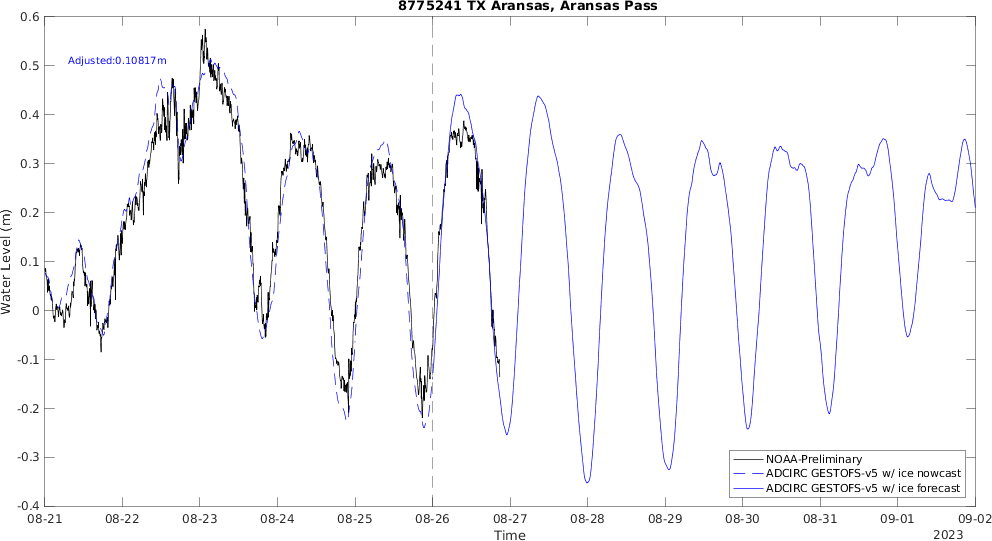 8775241 TX Aransas, Aransas Pass
Adjusted:0.10817m
Water Level (m)
0.6
0.5
0.4
0.3
0.2
0.1
0
-0.1
-0.2
-0.3
-0.4
NOAA-Preliminary
ADCIRC GESTOFS-v5 w/ ice nowcast
ADCIRC GESTOFS-v5 w/ ice forecast
08-21 08-22 08-23 08-24 08-25 08-26 08-27 08-28 08-29 08-30 08-31 09-01 09-02
Time
2023